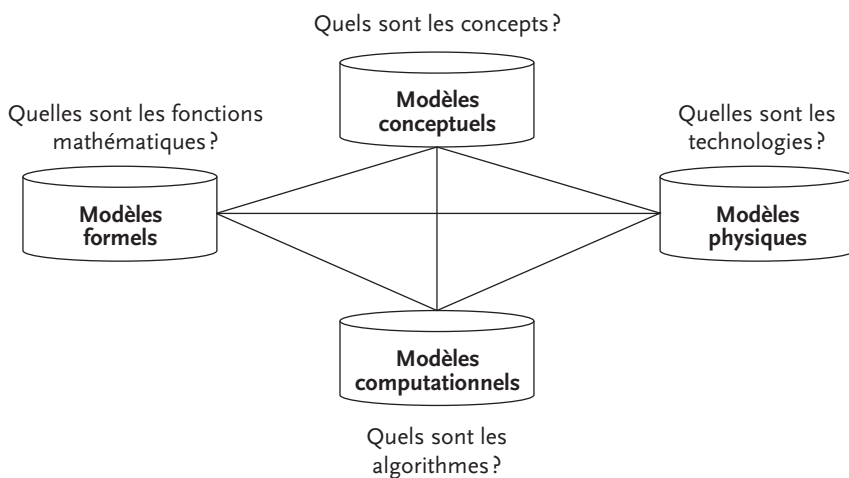 Quels sont les concepts ?
Modèles
conceptuels
Quelles sont les fonctions
mathématiques ?
Modèles
formels
Quelles sont les
technologies ?
Modèles
physiques
Modèles
computationnels
Quels sont les
algorithmes ?